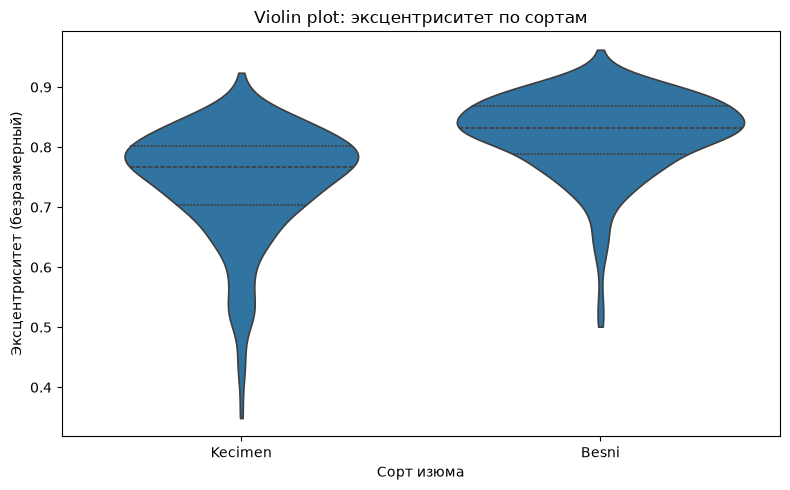 Violin plot: эксцентриситет по сортам
Эксцентриситет (безразмерный)
0.9
0.8
0.7
0.6
0.5
0.4
Kecimen
Besni
Сорт изюма